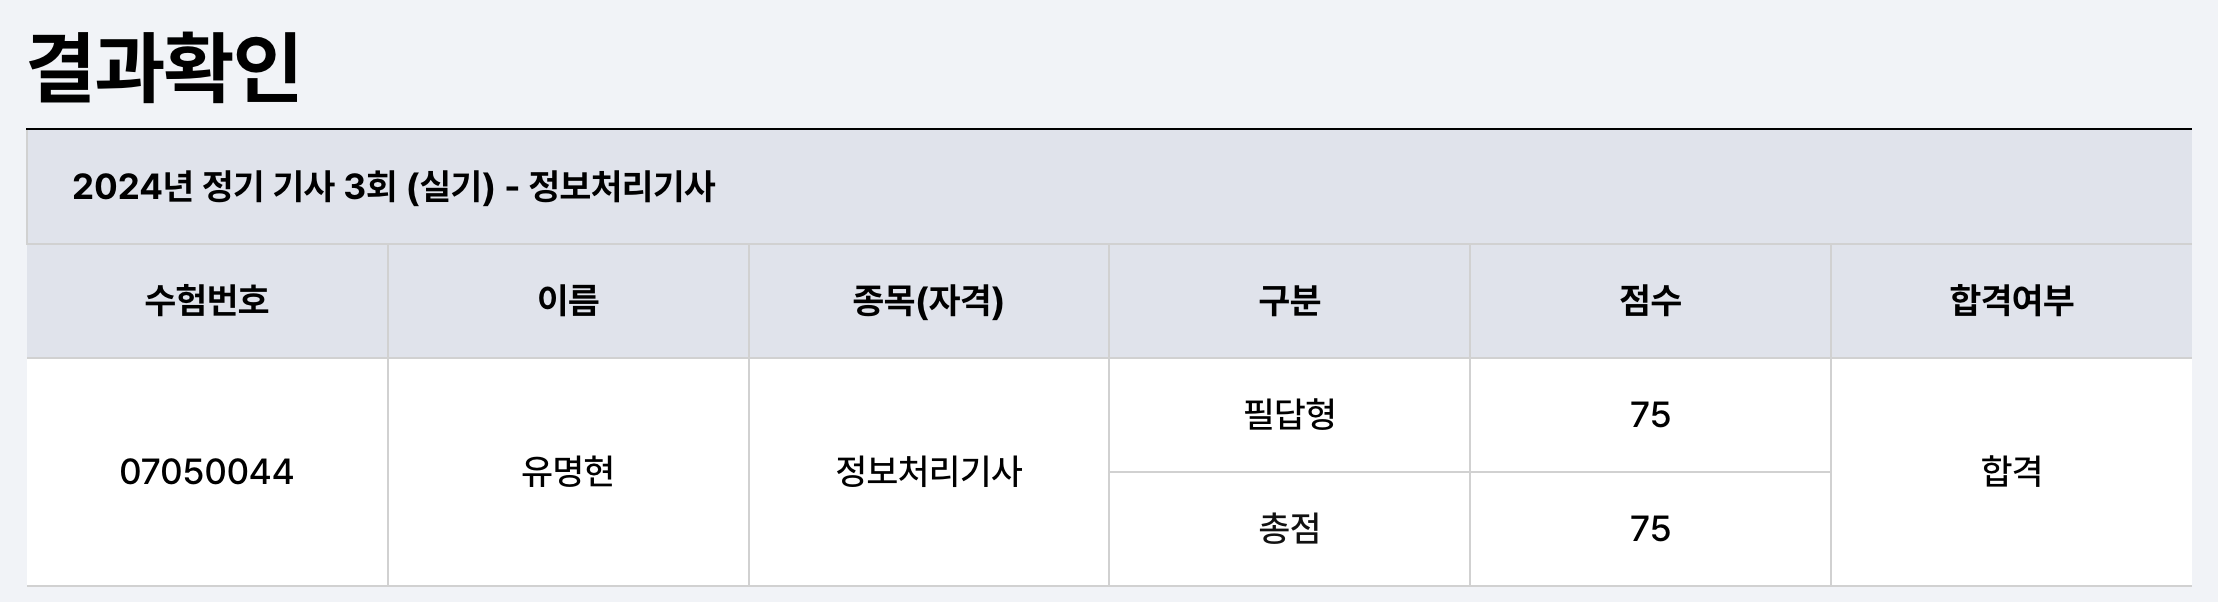 결과확인
2024년 정기 기사 3회 (실기) - 정보처리기사
수험번호 이름 종목(자격) 구분 점수 합격여부
07050044 유명현 정보처리기사 필답형 75 합격
총점 75